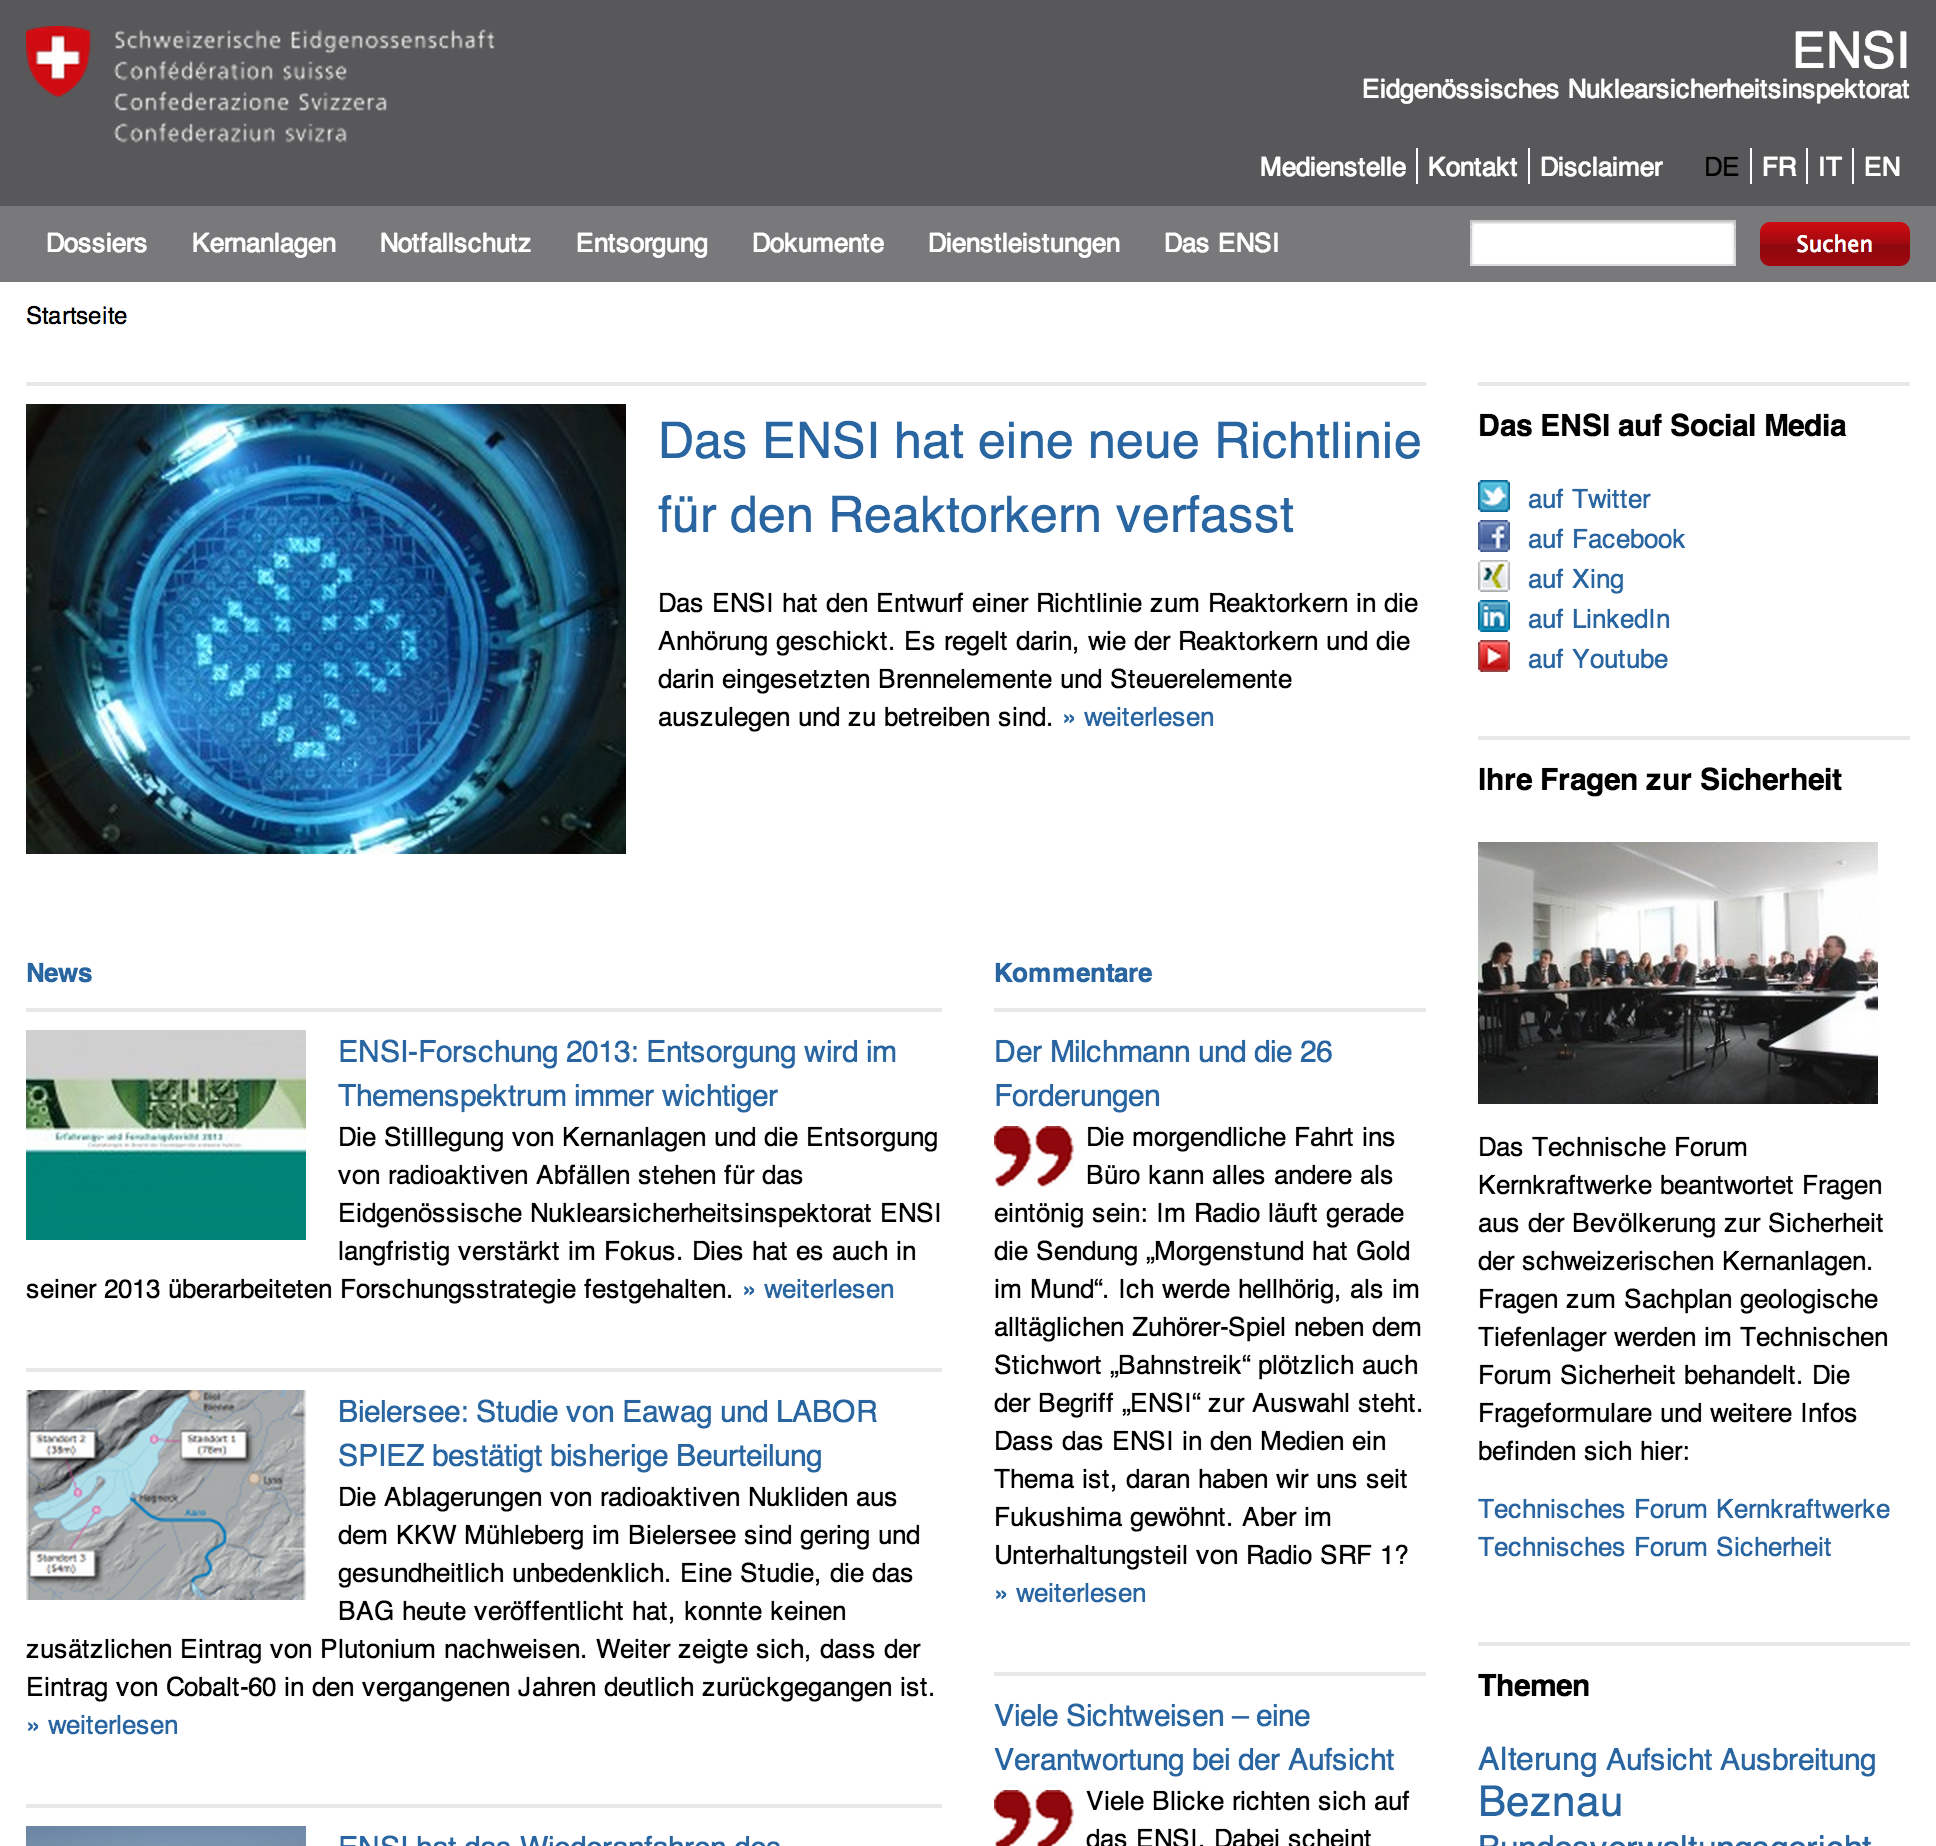 Schweizerische Eidgenossenschaft
Confédération suisse
Confederazione Svizzera
Confederaziun svizra
ENSI
Eidgenössisches Nuklearsicherheitsinspektorat
Medienstelle Kontakt Disclaimer DE FR IT EN
Dossiers Kernanlagen Notfallschutz Entsorgung Dokumente Dienstleistungen Das ENSI Suchen
Startseite
Das ENSI hat eine neue Richtlinie
für den Reaktorkern verfasst
Das ENSI hat den Entwurf einer Richtlinie zum Reaktorkern in die
Anhörung geschickt. Es regelt darin, wie der Reaktorkern und die
darin eingesetzten Brennelemente und Steuerelemente
auszulegen und zu betreiben sind. » weiterlesen
News
ENSI-Forschung 2013: Entsorgung wird im
Themenspektrum immer wichtiger
Erfahrungs- und Forschungsbericht 2013
Die Stilllegung von Kernanlagen und die Entsorgung
von radioaktiven Abfällen stehen für das
Eidgenössische Nuklearsicherheitsinspektorat ENSI
langfristig verstärkt im Fokus. Dies hat es auch in
seiner 2013 überarbeiteten Forschungsstrategie festgehalten. » weiterlesen
Biel
Bienne
Standort 2
(38m)
Standort 1
(78m)
Lyss
Hagneck
Aare
Standort 3
(54m)
Bielersee: Studie von Eawag und LABOR
SPIEZ bestätigt bisherige Beurteilung
Die Ablagerungen von radioaktiven Nukliden aus
dem KKW Mühleberg im Bielersee sind gering und
gesundheitlich unbedenklich. Eine Studie, die das
BAG heute veröffentlicht hat, konnte keinen
zusätzlichen Eintrag von Plutonium nachweisen. Weiter zeigte sich, dass der
Eintrag von Cobalt-60 in den vergangenen Jahren deutlich zurückgegangen ist.
» weiterlesen
ENSI hat das Wiederanfahren des
Kommentare
Der Milchmann und die 26
Forderungen
Die morgendliche Fahrt ins
Büro kann alles andere als
eintönig sein: Im Radio läuft gerade
die Sendung „Morgenstund hat Gold
im Mund“. Ich werde hellhörig, als im
alltäglichen Zuhörer-Spiel neben dem
Stichwort „Bahnstreik“ plötzlich auch
der Begriff „ENSI“ zur Auswahl steht.
Dass das ENSI in den Medien ein
Thema ist, daran haben wir uns seit
Fukushima gewöhnt. Aber im
Unterhaltungsteil von Radio SRF 1?
» weiterlesen
Viele Sichtweisen – eine
Verantwortung bei der Aufsicht
Viele Blicke richten sich auf
das ENSI. Dabei scheint
Das ENSI auf Social Media
auf Twitter
auf Facebook
auf Xing
auf LinkedIn
auf Youtube
Ihre Fragen zur Sicherheit
Das Technische Forum
Kernkraftwerke beantwortet Fragen
aus der Bevölkerung zur Sicherheit
der schweizerischen Kernanlagen.
Fragen zum Sachplan geologische
Tiefenlager werden im Technischen
Forum Sicherheit behandelt. Die
Frageformulare und weitere Infos
befinden sich hier:
Technisches Forum Kernkraftwerke
Technisches Forum Sicherheit
Themen
Alterung Aufsicht Ausbreitung
Beznau
Bundesverwaltungsgericht